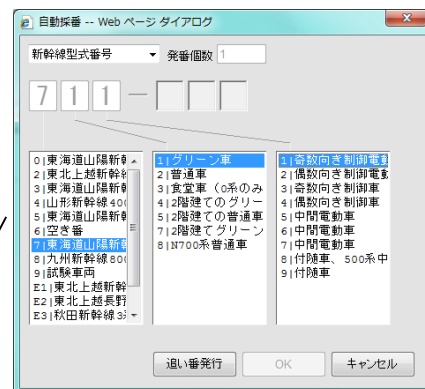 自動採番 -- Web ページ ダイアログ
新幹線型式番号 発番個数 1
7 1 1 —
0|東海道山陽新幹
2|東北上越新幹線
3|東海道山陽新幹
4|山形新幹線400
5|東海道山陽新幹
6|空き番
7|東海道山陽新幹
8|九州新幹線800
9|試験車両
E1|東北上越新幹
E2|東北上越長野
E3|秋田新幹線3
1|グリーン車
2|普通車
3|食堂車（0系のみ
4|2階建てのグリー
5|2階建ての普通車
7|2階建てグリーン
8|N700系普通車
1|奇数向き制御電動
2|偶数向き制御電動
3|奇数向き制御車
4|偶数向き制御車
5|中間電動車
6|中間電動車
7|中間電動車
8|付随車、500系中
9|付随車
追い番発行 OK キャンセル